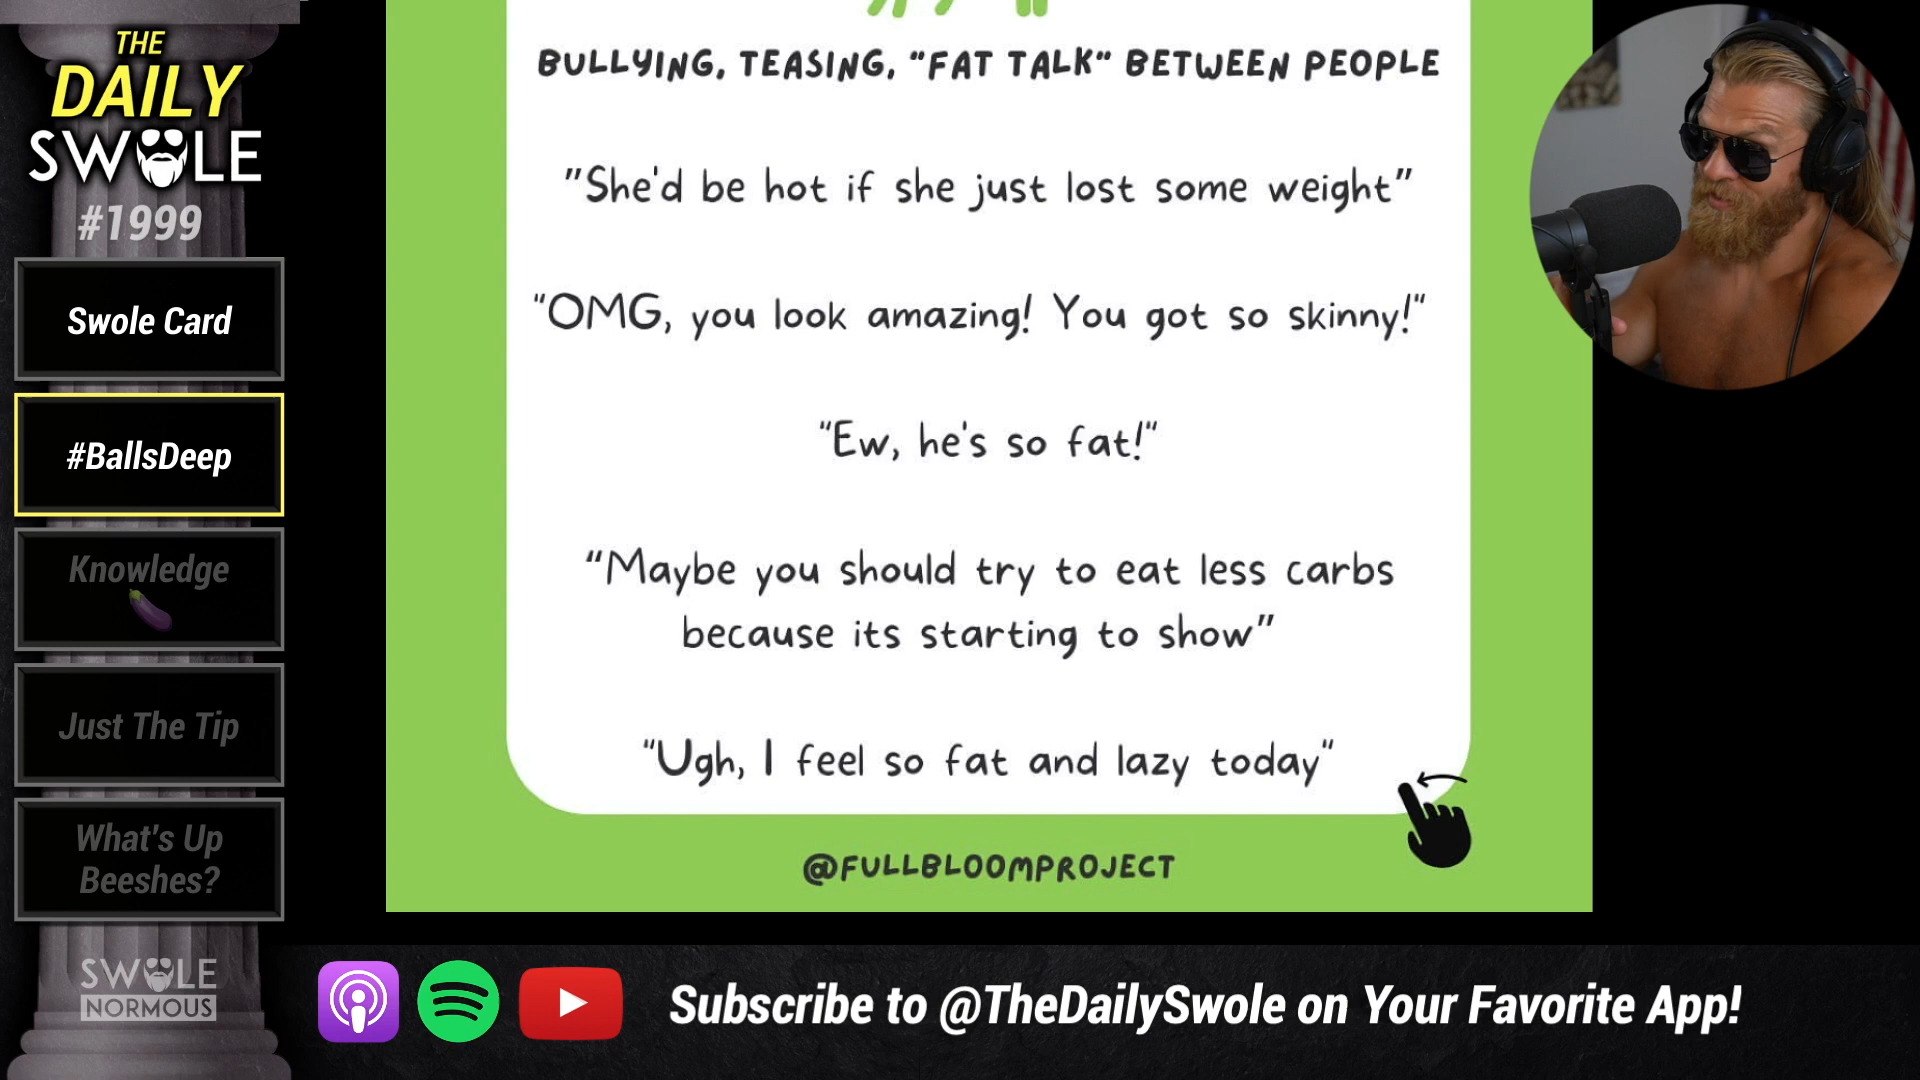 THE
DAILY
SWOLE
#1999
Swole Card
#BallsDeep
Knowledge
Just The Tip
What's Up
Beeshes?
SWOLE
NORMOUS
BULLYING, TEASING, "FAT TALK" BETWEEN PEOPLE
"She'd be hot if she just lost some weight"
"OMG, you look amazing! You got so skinny!"
"Ew, he's so fat!"
"Maybe you should try to eat less carbs
because its starting to show"
"Ugh, I feel so fat and lazy today"
@FULLBLOOMPROJECT
Subscribe to @TheDailySwole on Your Favorite App!